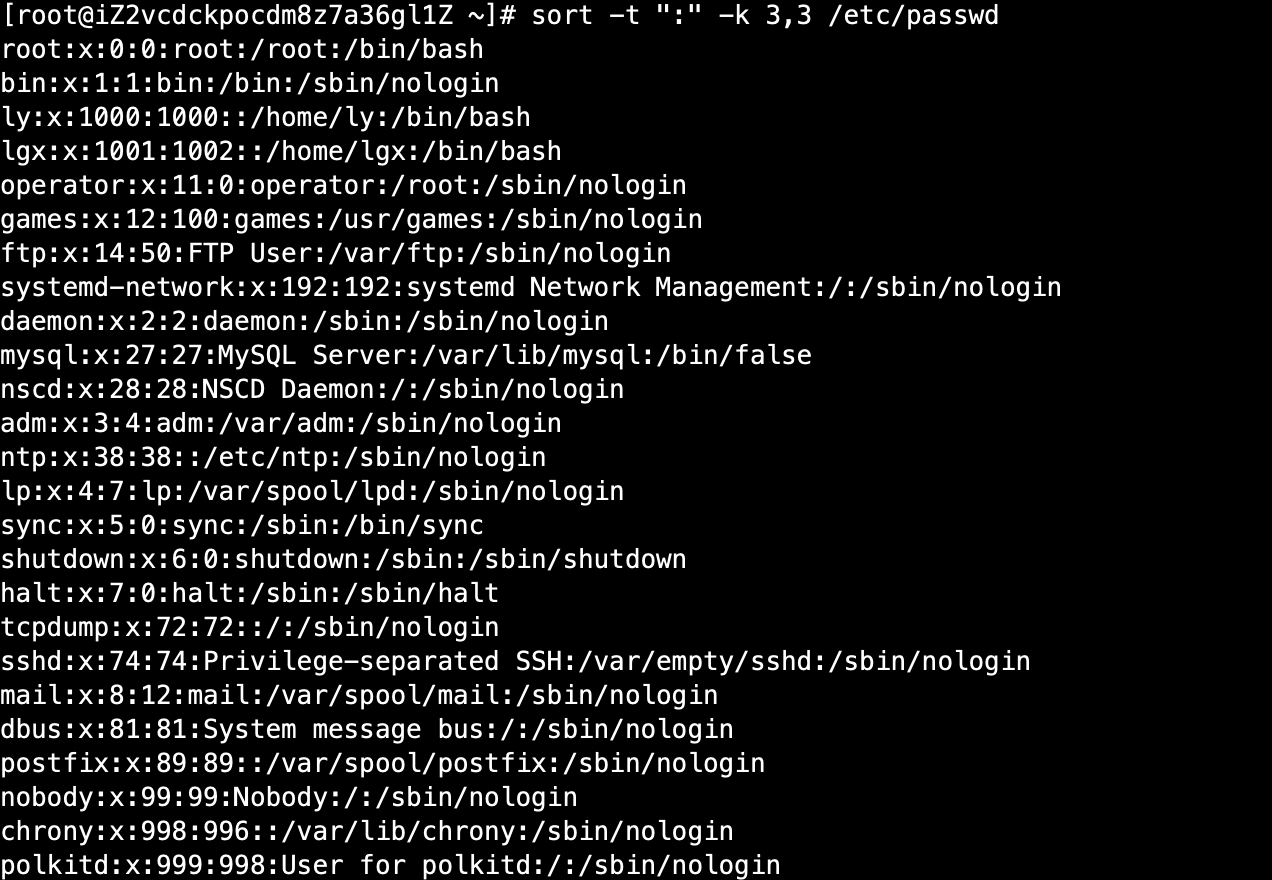 [root@iZ2vcdckpocdm8z7a36gl1Z ~]# sort -t ":" -k 3,3 /etc/passwd
root:x:0:0:root:/root:/bin/bash
bin:x:1:1:bin:/bin:/sbin/nologin
ly:x:1000:1000::/home/ly:/bin/bash
lgx:x:1001:1002::/home/lgx:/bin/bash
operator:x:11:0:operator:/root:/sbin/nologin
games:x:12:100:games:/usr/games:/sbin/nologin
ftp:x:14:50:FTP User:/var/ftp:/sbin/nologin
systemd-network:x:192:192:systemd Network Management:/:/sbin/nologin
daemon:x:2:2:daemon:/sbin:/sbin/nologin
mysql:x:27:27:MySQL Server:/var/lib/mysql:/bin/false
nscd:x:28:28:NSCD Daemon:/:/sbin/nologin
adm:x:3:4:adm:/var/adm:/sbin/nologin
ntp:x:38:38::/etc/ntp:/sbin/nologin
lp:x:4:7:lp:/var/spool/lpd:/sbin/nologin
sync:x:5:0:sync:/sbin:/bin/sync
shutdown:x:6:0:shutdown:/sbin:/sbin/shutdown
halt:x:7:0:halt:/sbin:/sbin/halt
tcpdump:x:72:72::/:/sbin/nologin
sshd:x:74:74:Privilege-separated SSH:/var/empty/sshd:/sbin/nologin
mail:x:8:12:mail:/var/spool/mail:/sbin/nologin
dbus:x:81:81:System message bus:/:/sbin/nologin
postfix:x:89:89::/var/spool/postfix:/sbin/nologin
nobody:x:99:99:Nobody:/:/sbin/nologin
chrony:x:998:996::/var/lib/chrony:/sbin/nologin
polkitd:x:999:998:User for polkitd:/:/sbin/nologin